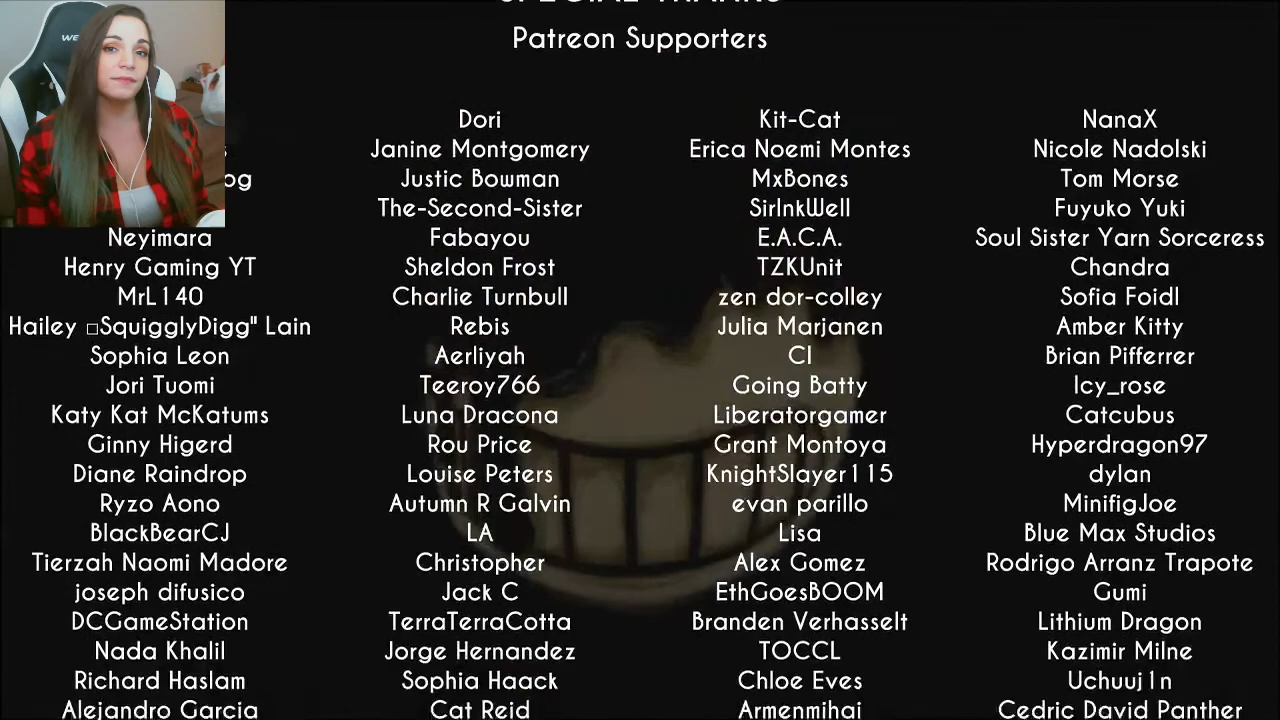 SPECIAL THANKS
Patreon Supporters
Dori Kit-Cat NanaX
Janine Montgomery Erica Noemi Montes Nicole Nadolski
Justic Bowman MxBones Tom Morse
The-Second-Sister SirInkWell Fuyuko Yuki
Neyimara Fabayou E.A.C.A. Soul Sister Yarn Sorceress
Henry Gaming YT Sheldon Frost TZKUnit Chandra
MrL140 Charlie Turnbull zen dor-colley Sofia Foidl
Hailey □SquigglyDigg" Lain Rebis Julia Marjanen Amber Kitty
Sophia Leon Aerliyah CI Brian Pifferrer
Jori Tuomi Teeroy766 Going Batty Icy_rose
Katy Kat McKatums Luna Dracona Liberatorgamer Catcubus
Ginny Higerd Rou Price Grant Montoya Hyperdragon97
Diane Raindrop Louise Peters KnightSlayer115 dylan
Ryzo Aono Autumn R Galvin evan parillo MinifigJoe
BlackBearCJ LA Lisa Blue Max Studios
Tierzah Naomi Madore Christopher Alex Gomez Rodrigo Arranz Trapote
joseph difusico Jack C EthGoesBOOM Gumi
DCGameStation TerraTerraCotta Branden Verhasselt Lithium Dragon
Nada Khalil Jorge Hernandez TOCCL Kazimir Milne
Richard Haslam Sophia Haack Chloe Eves Uchuuj1n
Alejandro Garcia Cat Reid Armenmihai Cedric David Panther